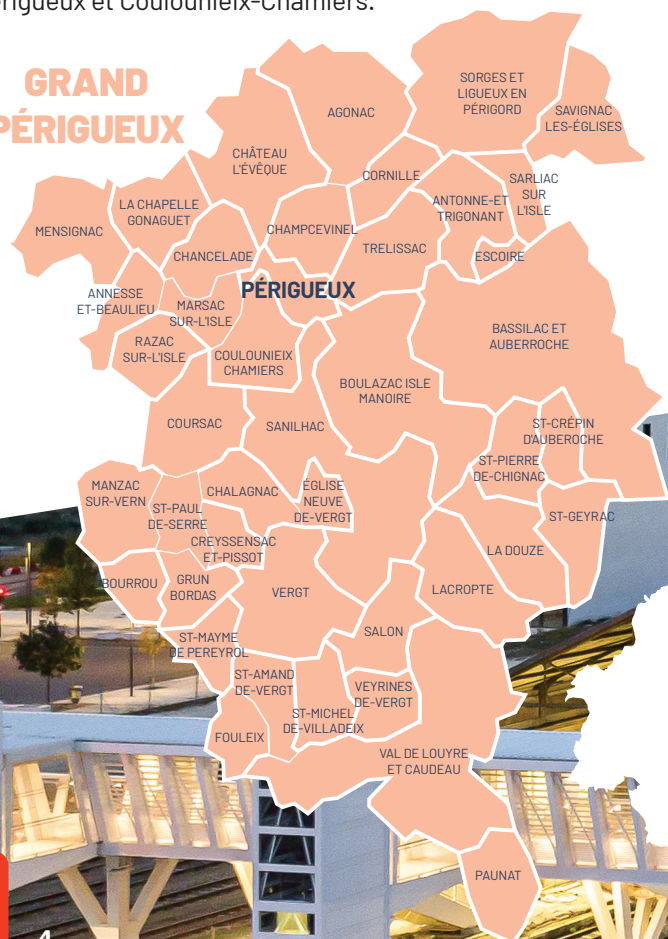 Périgueux et Coulounieix-Chamiers.
GRAND
PÉRIGUEUX
SORGES ET
LIGUEUX EN
PÉRIGORD
AGONAC
SAVIGNAC
LES-ÉGLISES
CHÂTEAU
L'ÉVÊQUE
CORNILLE
SARLIAC
SUR
L'ISLE
LA CHAPELLE
GONAGUET
ANTONNE-ET
TRIGONANT
MENSIGNAC
CHAMPCEVINEL
TRELISSAC
CHANCELADE
ESCOIRE
PÉRIGUEUX
ANNESSE
ET-BEAULIEU
MARSAC
SUR-L'ISLE
BASSILAC ET
AUBERROCHE
RAZAC
SUR-L'ISLE
COULOUNIEIX
CHAMIERS
BOULAZAC ISLE
MANOIRE
COURSAC
SANILHAC
ST-CRÉPIN
D'AUBEROCHE
ST-PIERRE
DE-CHIGNAC
MANZAC
SUR-VERN
CHALAGNAC
ÉGLISE
NEUVE
DE-VERGT
ST-PAUL
DE-SERRE
ST-GEYRAC
CREYSSENSAC
ET-PISSOT
LA DOUZE
BOURROU
GRUN
BORDAS
VERGT
LACROPTE
SALON
ST-MAYME
DE PEREYROL
ST-AMAND
DE-VERGT
VEYRINES
DE-VERGT
ST-MICHEL
DE-VILLADEIX
FOULEIX
VAL DE LOUYRE
ET CAUDEAU
PAUNAT
4